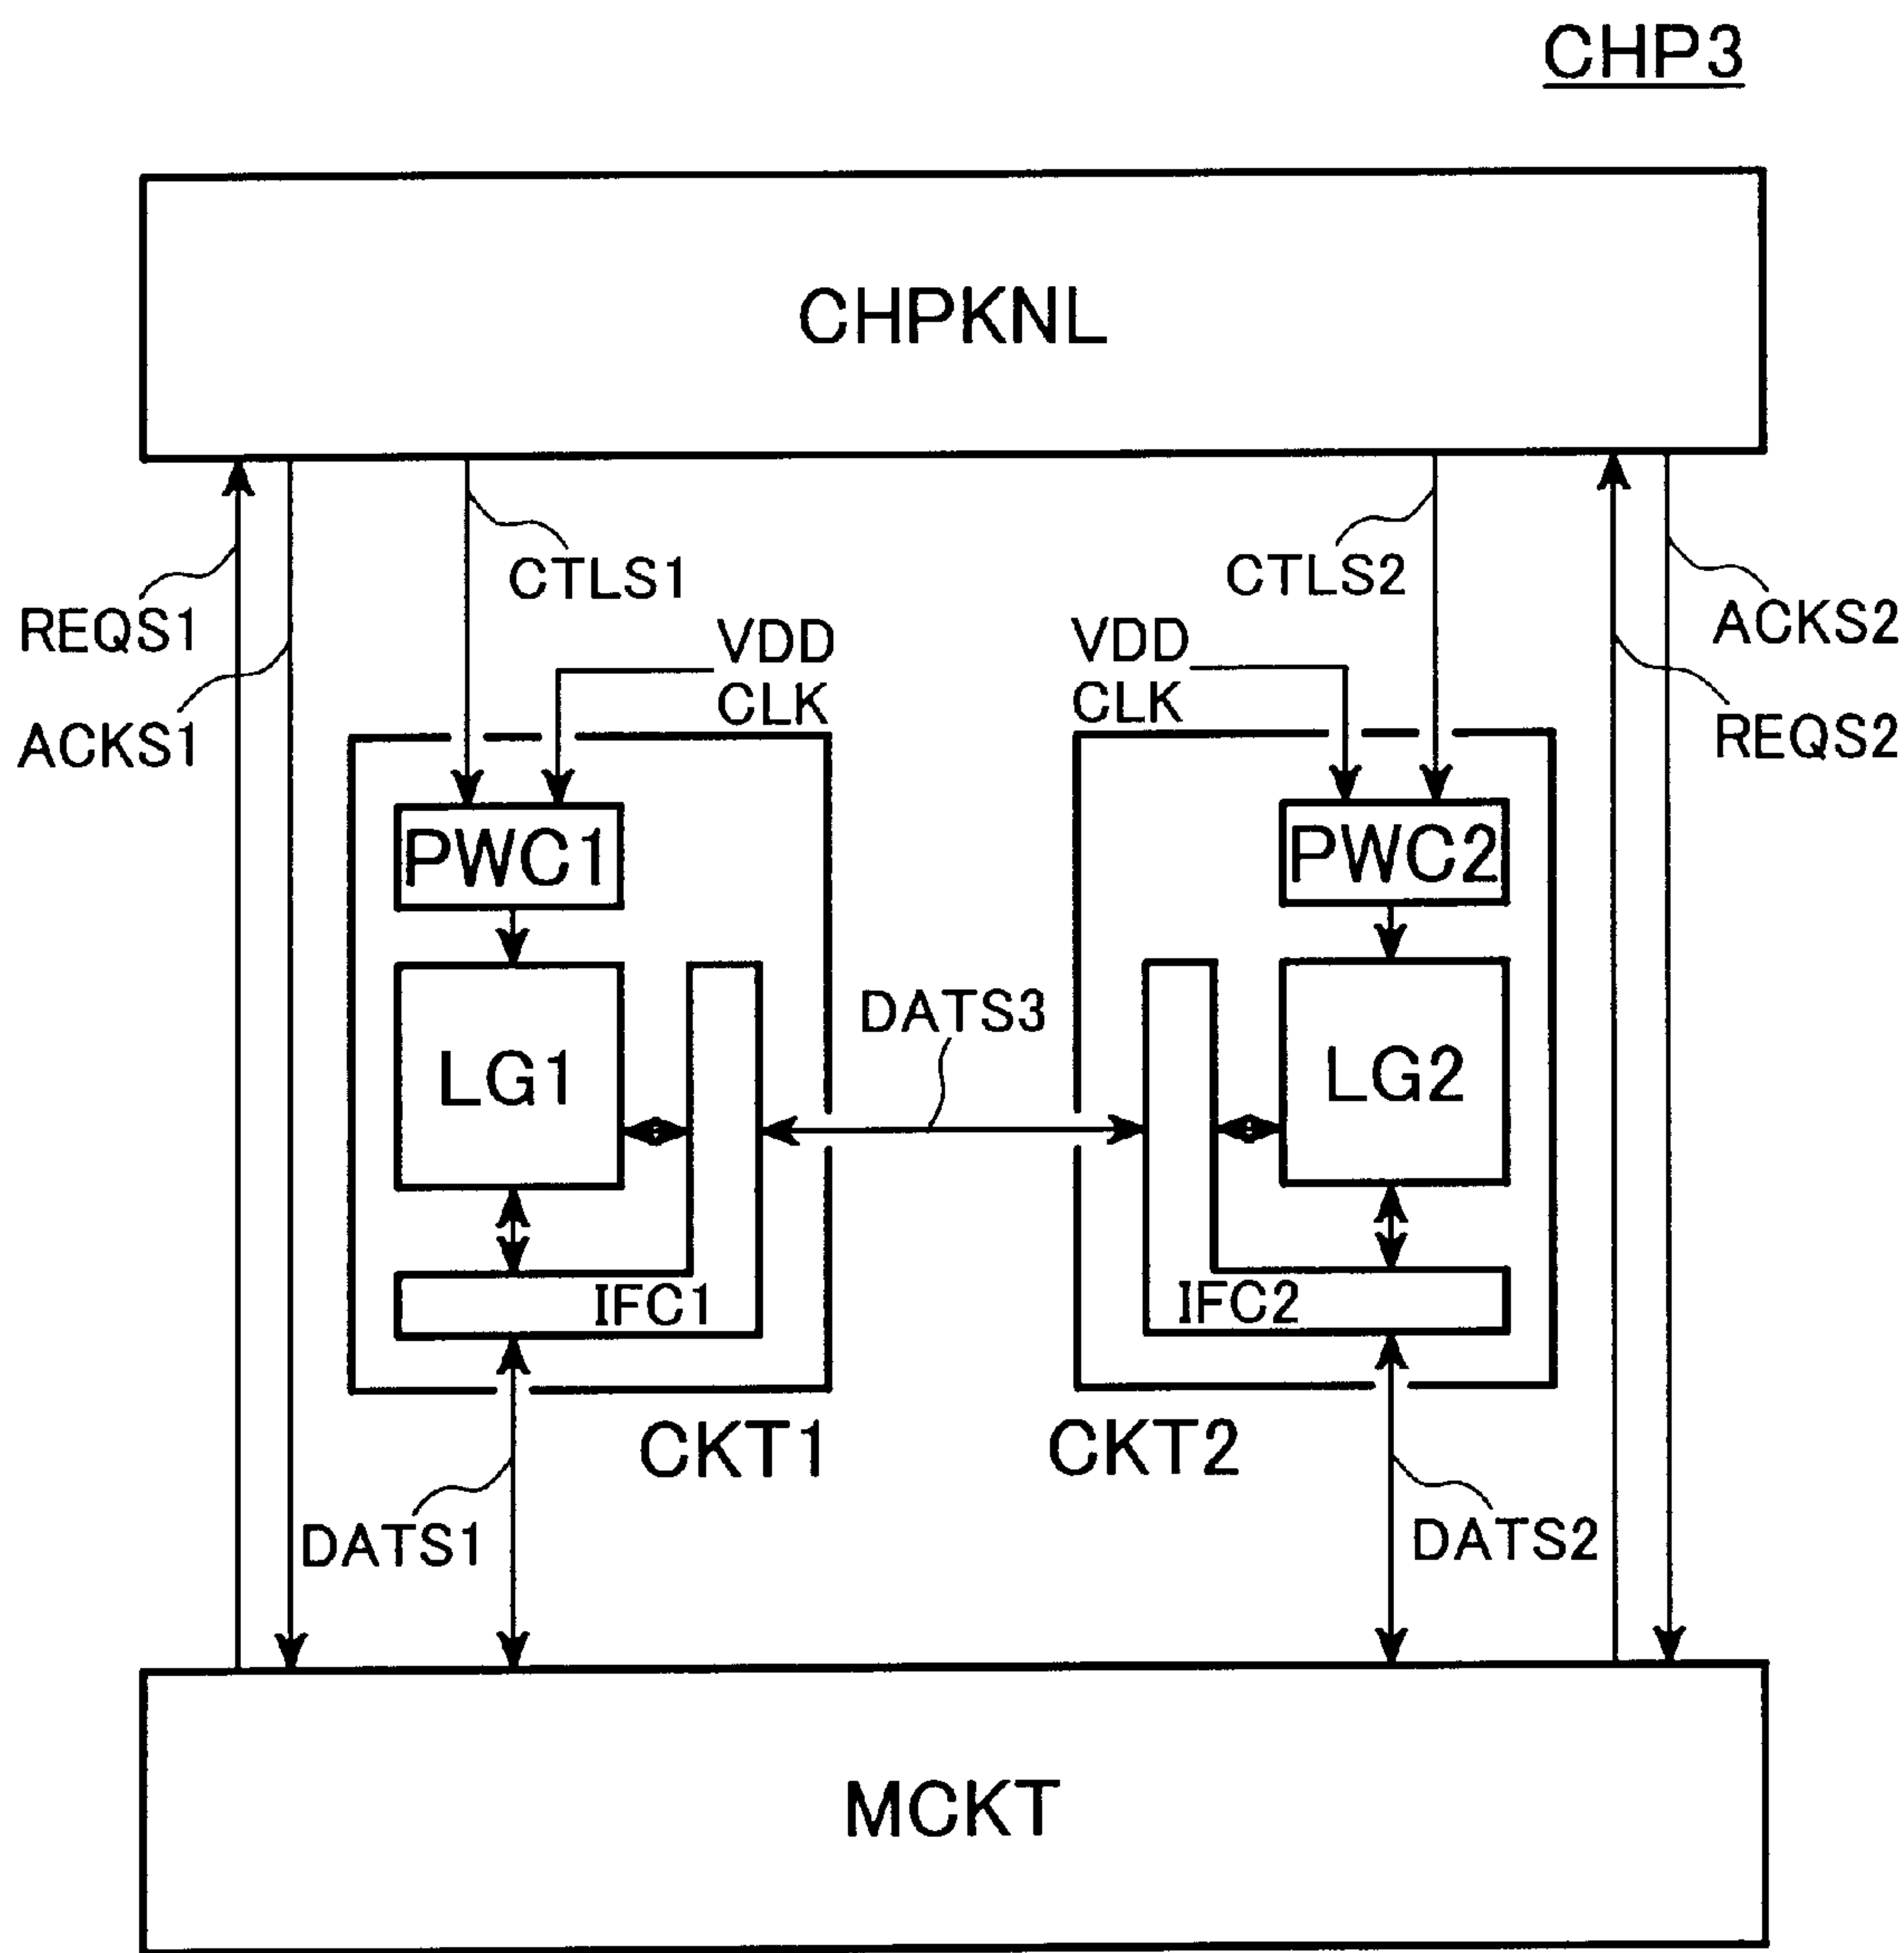 CHP3
CHPKNL
CTLS1
CTLS2
REQS1
ACKS2
VDD
CLK
VDD
CLK
ACKS1
REQS2
PWC1
PWC2
DATS3
LG1
LG2
IFC1
IFC2
CKT1
CKT2
DATS1
DATS2
MCKT